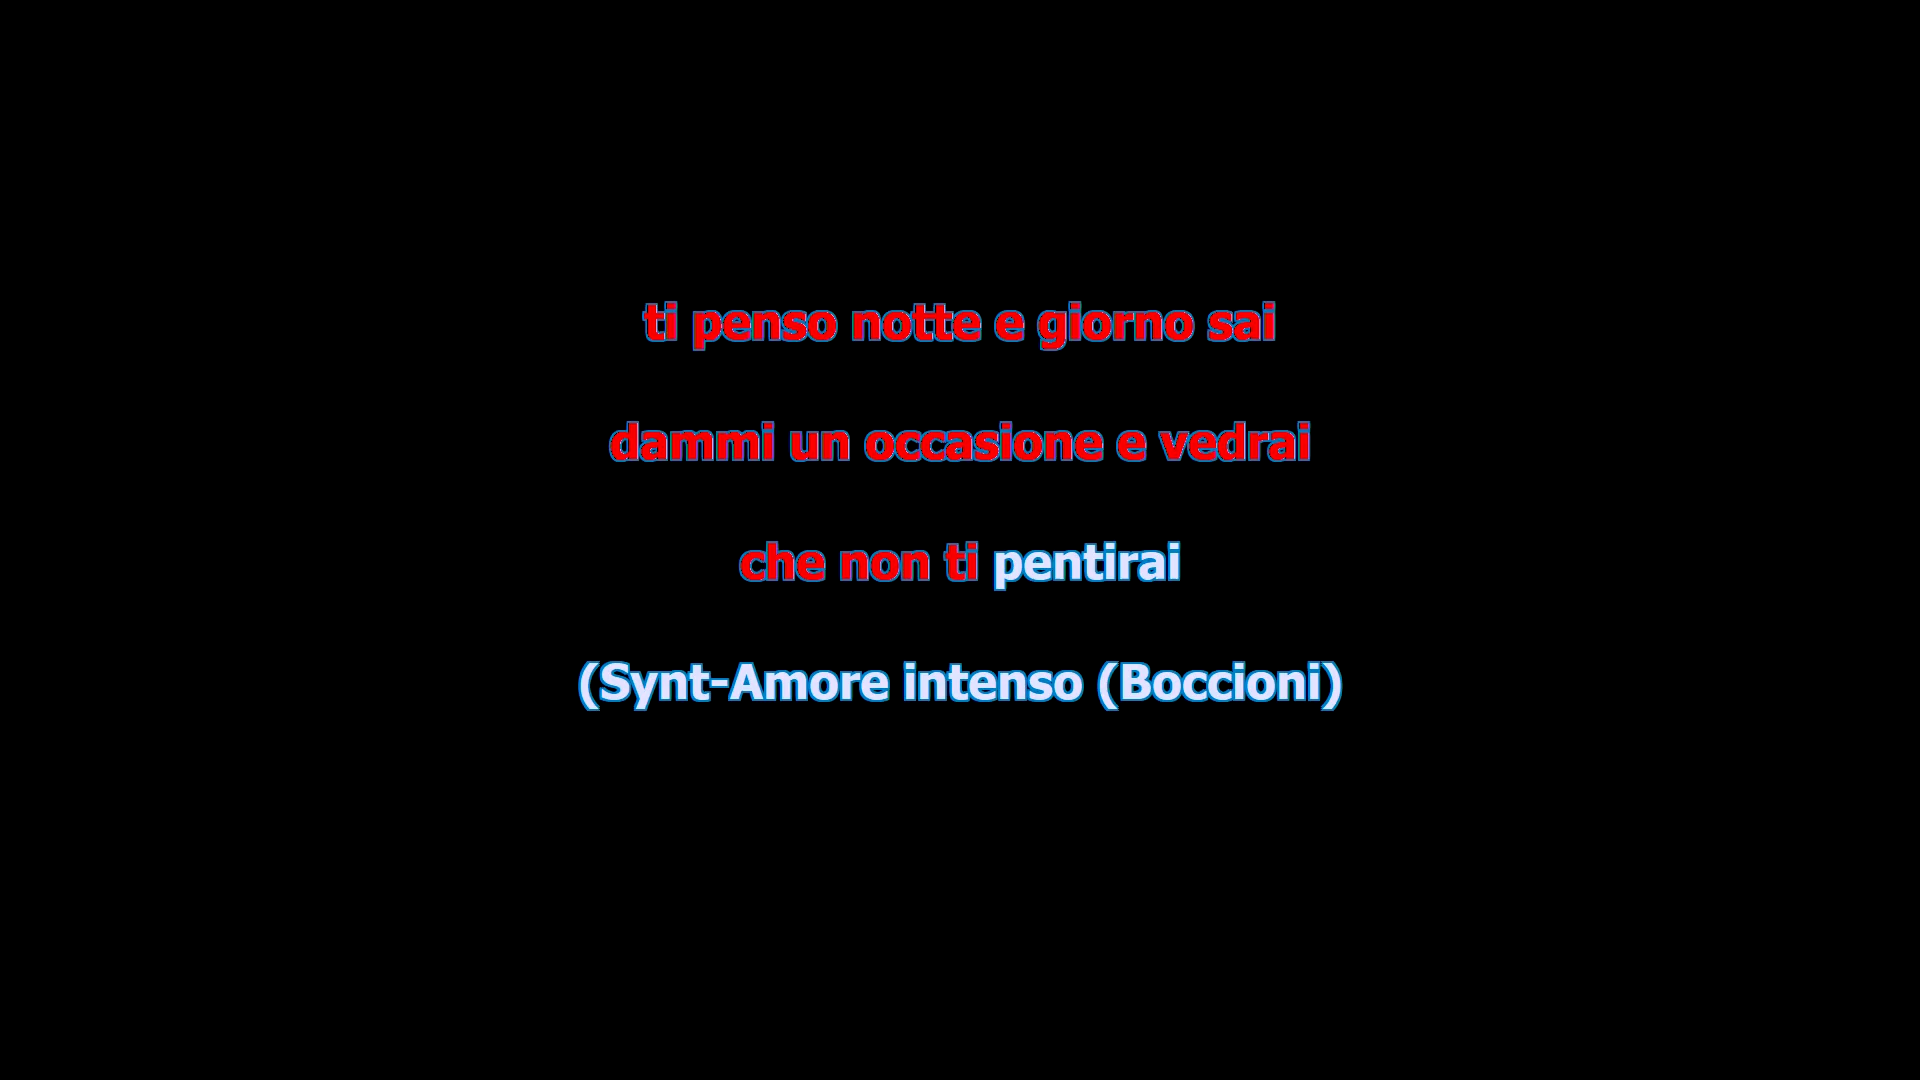 ti penso notte e giorno sai
dammi un occasione e vedrai
che non ti pentirai
(Synt-Amore intenso (Boccioni)